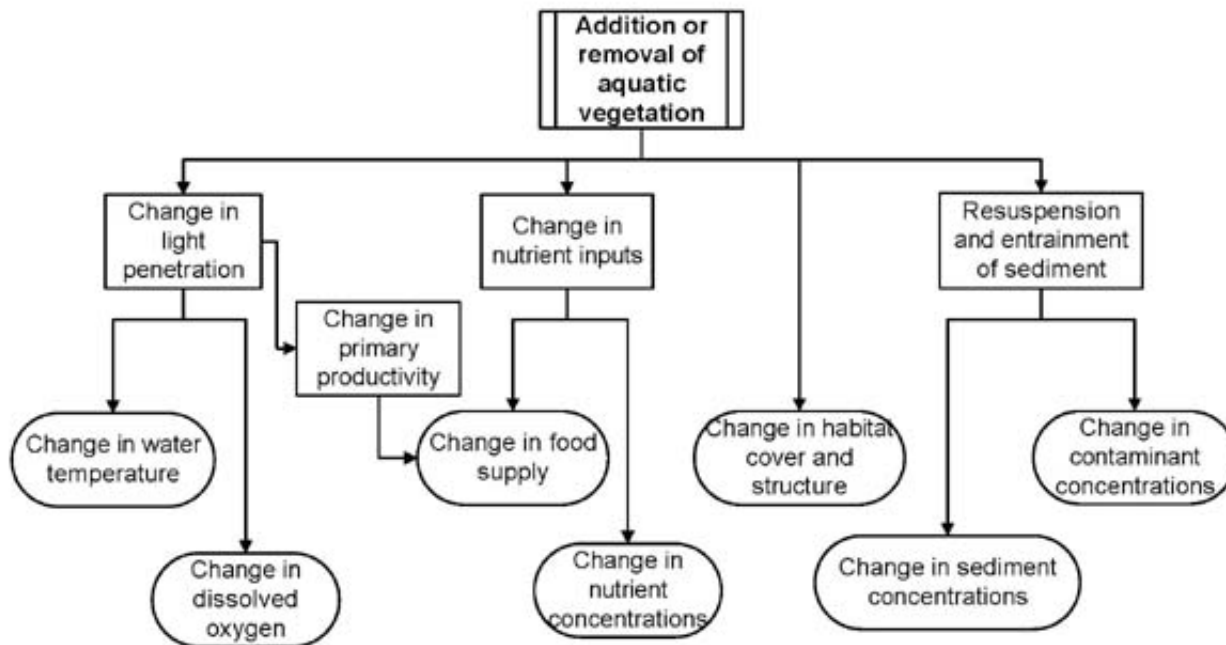 Addition or
removal of
aquatic
vegetation
Change in
light
penetration
Change in
nutrient inputs
Resuspension
and entrainment
of sediment
Change in
primary
productivity
Change in water
temperature
Change in food
supply
Change in habitat
cover and
structure
Change in
contaminant
concentrations
Change in
dissolved
oxygen
Change in
nutrient
concentrations
Change in sediment
concentrations